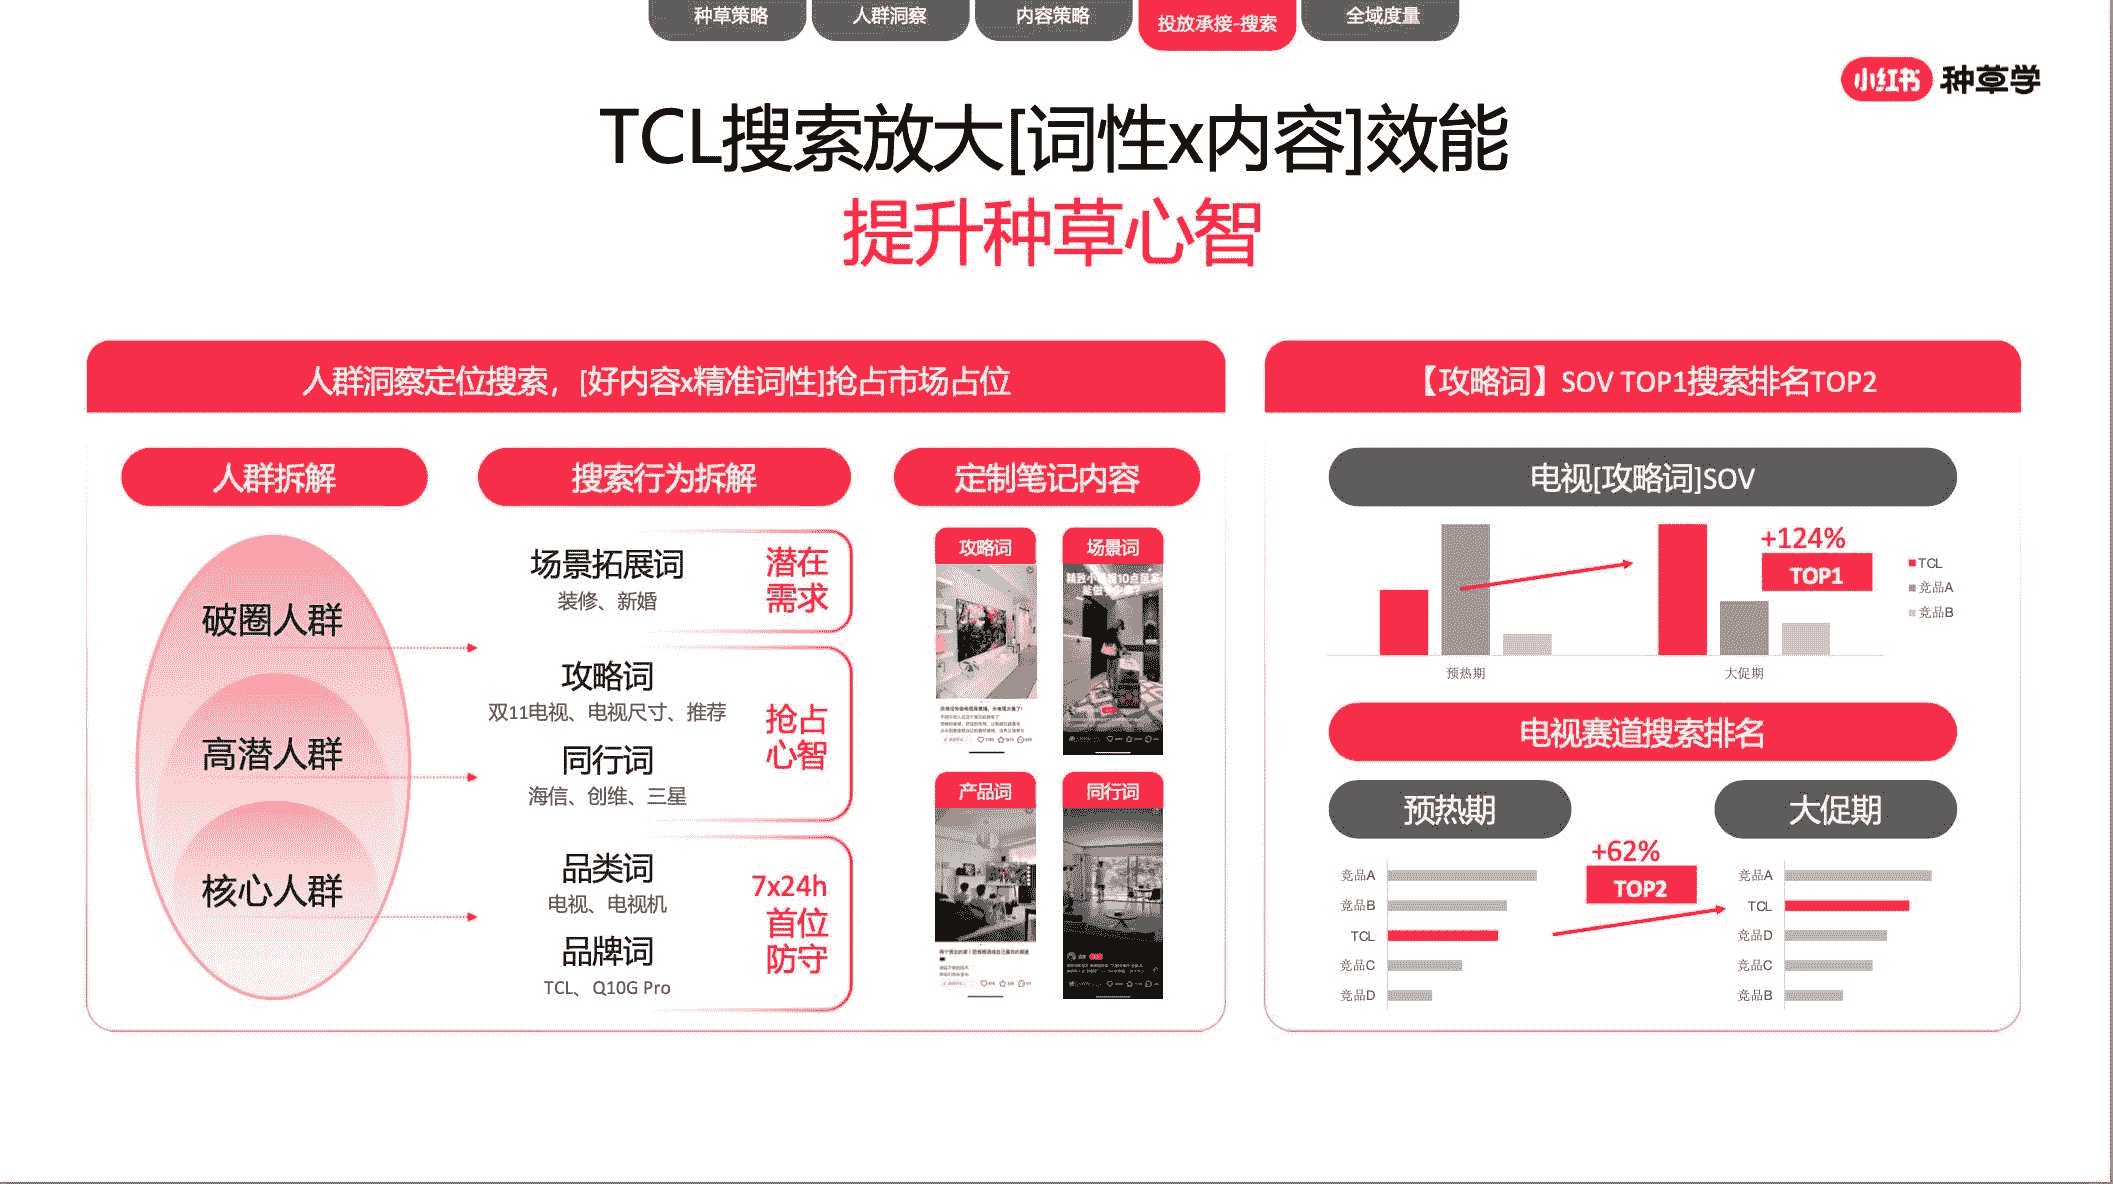 种草策略
人群洞察
内容策略
投放承接-搜索
全域度量
小红书 种草学
TCL搜索放大[词性x内容]效能
提升种草心智
人群洞察定位搜索，[好内容x精准词性]抢占市场占位
人群拆解
搜索行为拆解
定制笔记内容
破圈人群
高潜人群
核心人群
场景拓展词
装修、新婚
潜在
需求
攻略词
双11电视、电视尺寸、推荐
同行词
海信、创维、三星
抢占
心智
品类词
电视、电视机
品牌词
TCL、Q10G Pro
7x24h
首位
防守
攻略词
场景词
产品词
同行词
【攻略词】SOV TOP1搜索排名TOP2
电视[攻略词]SOV
+124%
TOP1
TCL
竞品A
竞品B
预热期
大促期
电视赛道搜索排名
预热期
大促期
+62%
TOP2
竞品A
竞品B
TCL
竞品C
竞品D
竞品A
TCL
竞品D
竞品C
竞品B